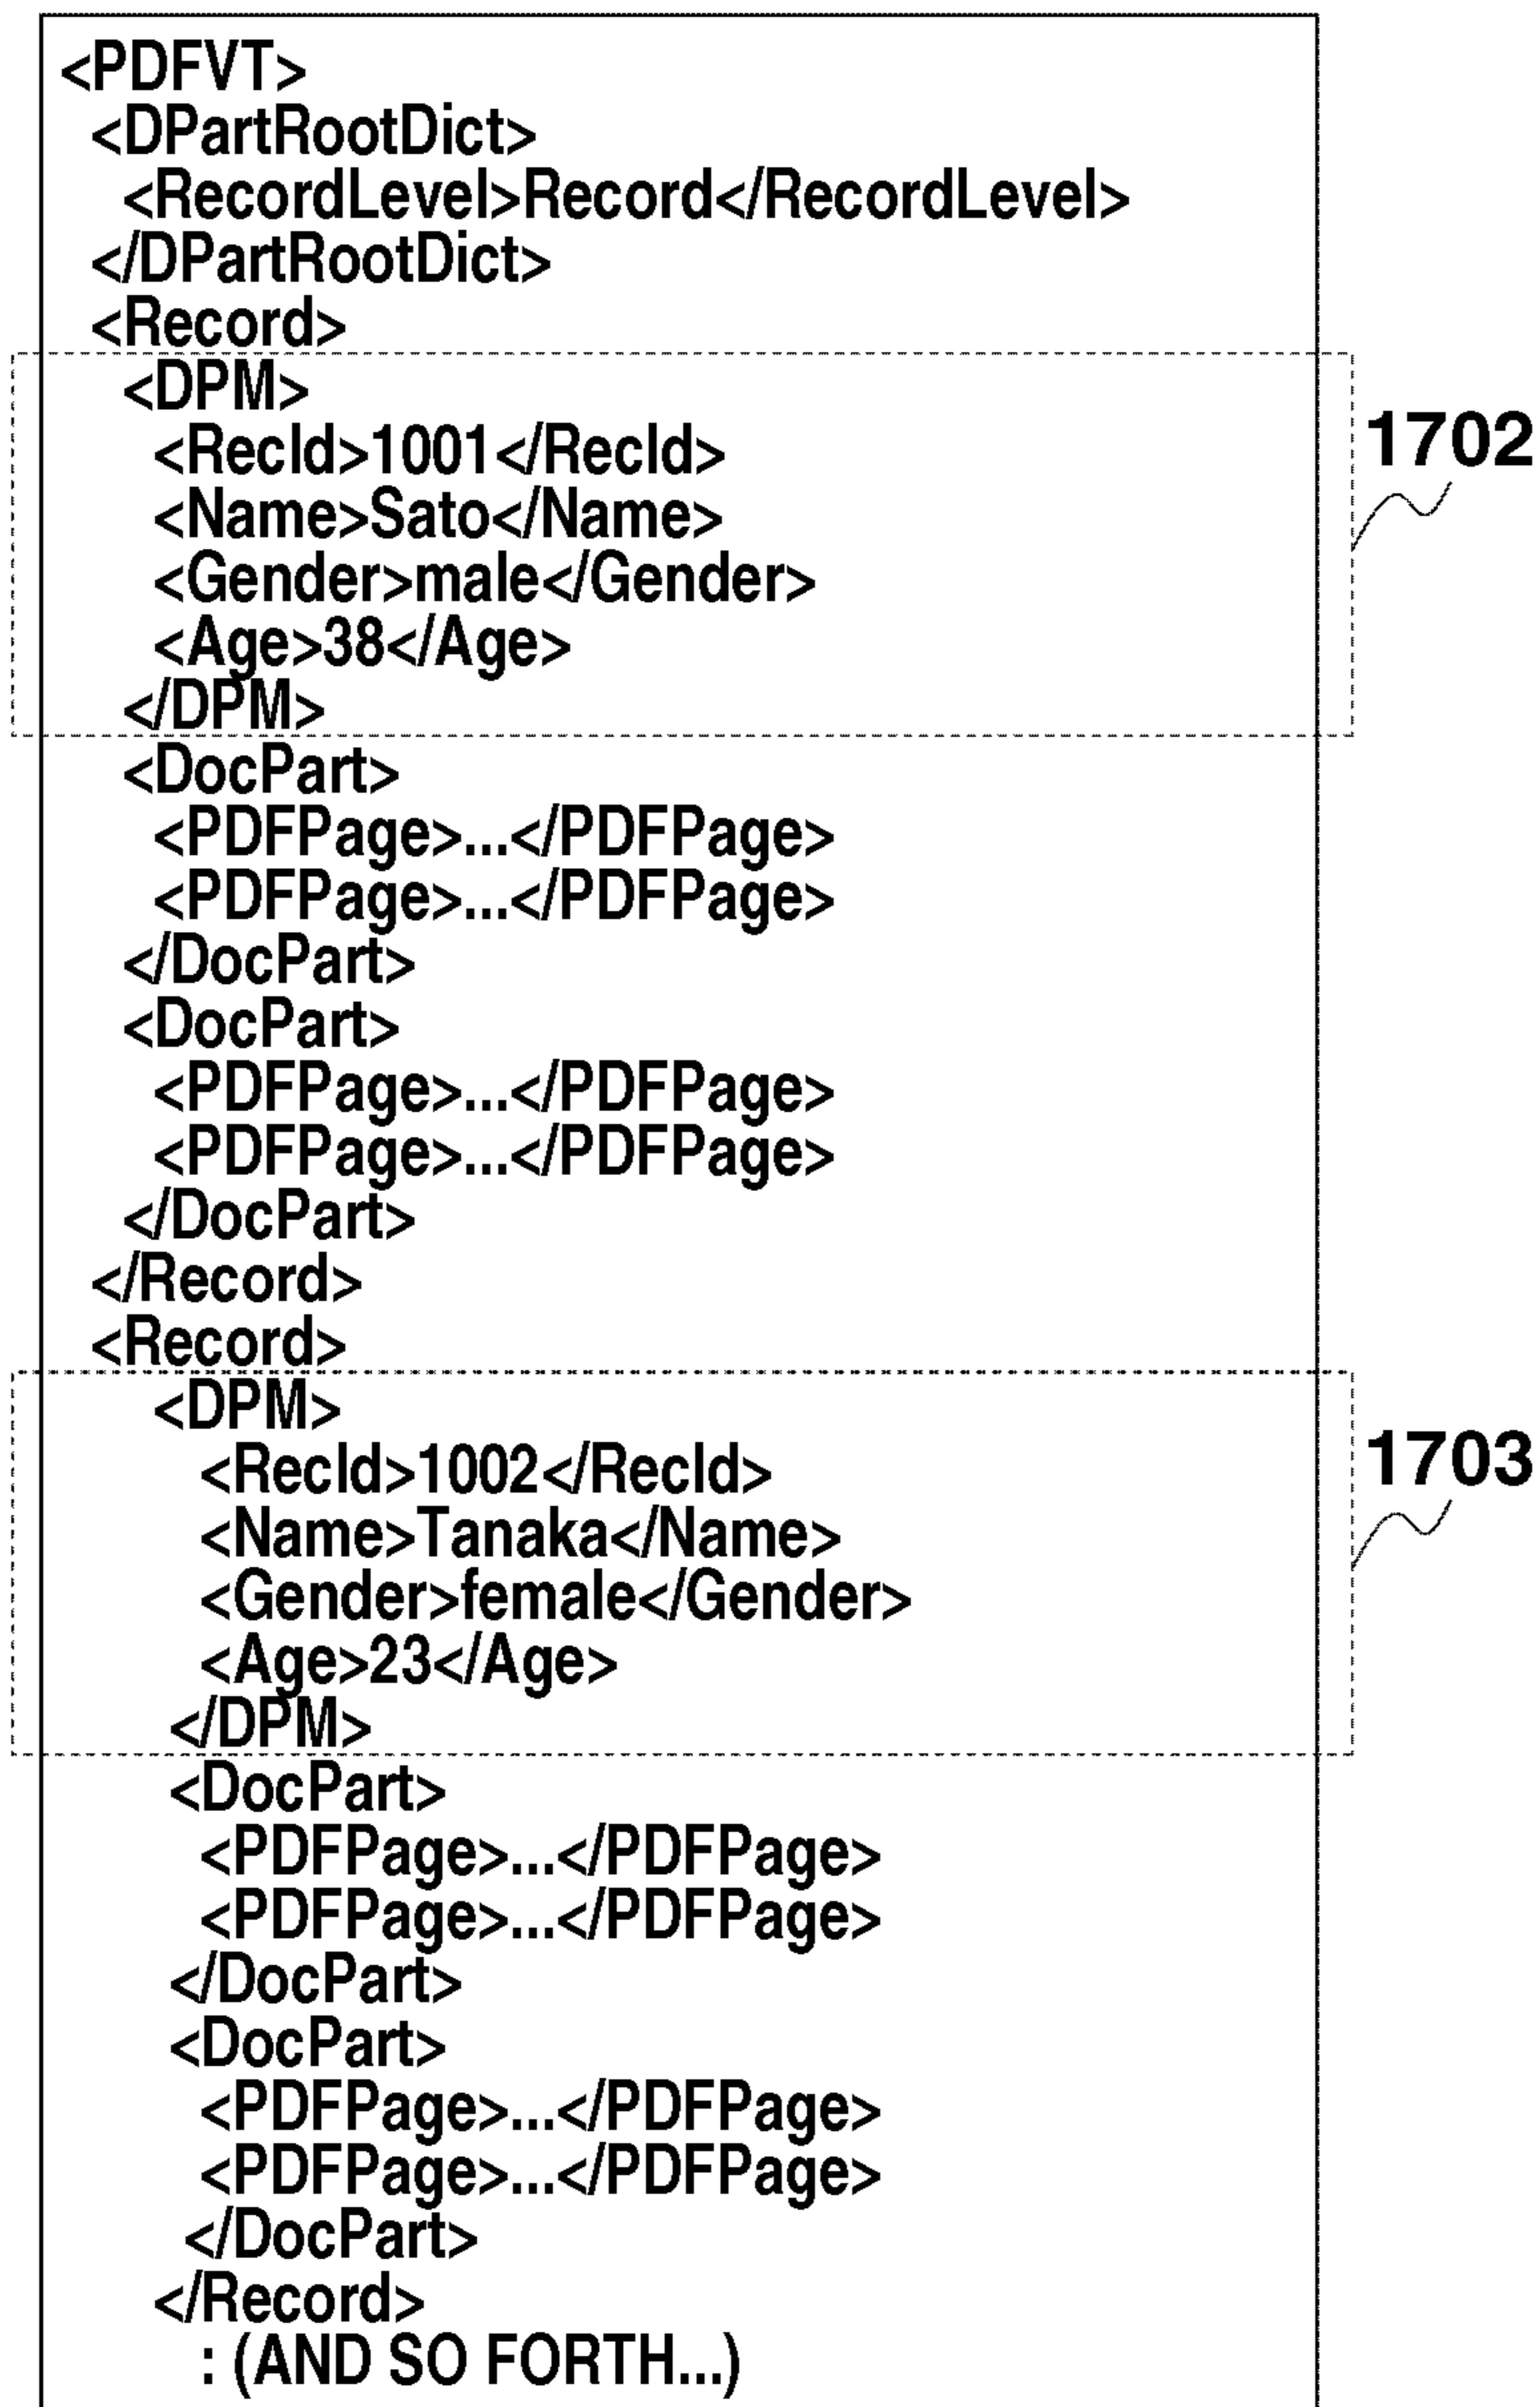 <PDFVT>
<DPartRootDict>
<RecordLevel>Record</RecordLevel>
</DPartRootDict>
<Record>
<DPM>
<RecId>1001</RecId>
1702
<Name>Sato</Name>
<Gender>male</Gender>
<Age>38</Age>
</DPM>
<DocPart>
<PDFPage>...</PDFPage>
<PDFPage>...</PDFPage>
</DocPart>
<DocPart>
<PDFPage>...</PDFPage>
<PDFPage>...</PDFPage>
</DocPart>
</Record>
<Record>
<DPM>
<RecId>1002</RecId>
1703
<Name>Tanaka</Name>
<Gender>female</Gender>
<Age>23</Age>
</DPM>
<DocPart>
<PDFPage>...</PDFPage>
<PDFPage>...</PDFPage>
</DocPart>
<DocPart>
<PDFPage>...</PDFPage>
<PDFPage>...</PDFPage>
</DocPart>
</Record>
: (AND SO FORTH...)